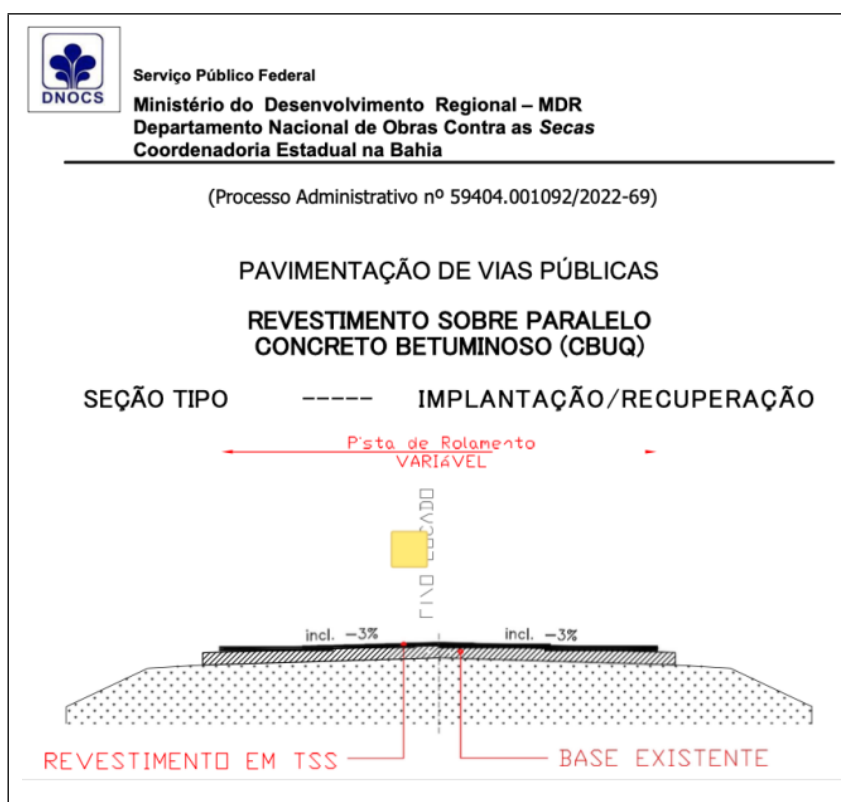 DNOCS
Serviço Público Federal
Ministério do Desenvolvimento Regional – MDR
Departamento Nacional de Obras Contra as Secas
Coordenadoria Estadual na Bahia
(Processo Administrativo nº 59404.001092/2022-69)
PAVIMENTAÇÃO DE VIAS PÚBLICAS
REVESTIMENTO SOBRE PARALELO
CONCRETO BETUMINOSO (CBUQ)
SEÇÃO TIPO ----- IMPLANTAÇÃO/RECUPERAÇÃO
Pista de Rolamento
VARIÁVEL
incl. -3% incl. -3%
REVESTIMENTO EM TSS
BASE EXISTENTE